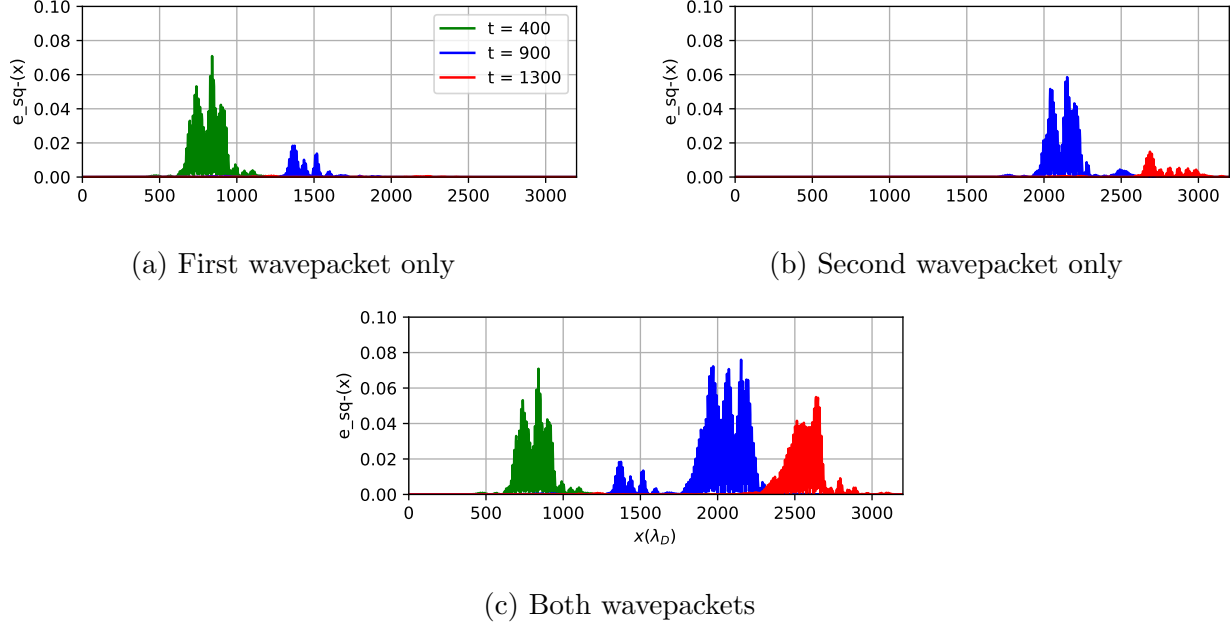 0.10
0.08
0.06
0.04
0.02
0.00
e_sq-(x)
0 500 1000 1500 2000 2500 3000
t = 400
t = 900
t = 1300
(a) First wavepacket only
0.10
0.08
0.06
0.04
0.02
0.00
e_sq-(x)
0 500 1000 1500 2000 2500 3000
(b) Second wavepacket only
0.10
0.08
0.06
0.04
0.02
0.00
e_sq-(x)
0 500 1000 1500 2000 2500 3000
x(λ_D)
(c) Both wavepackets